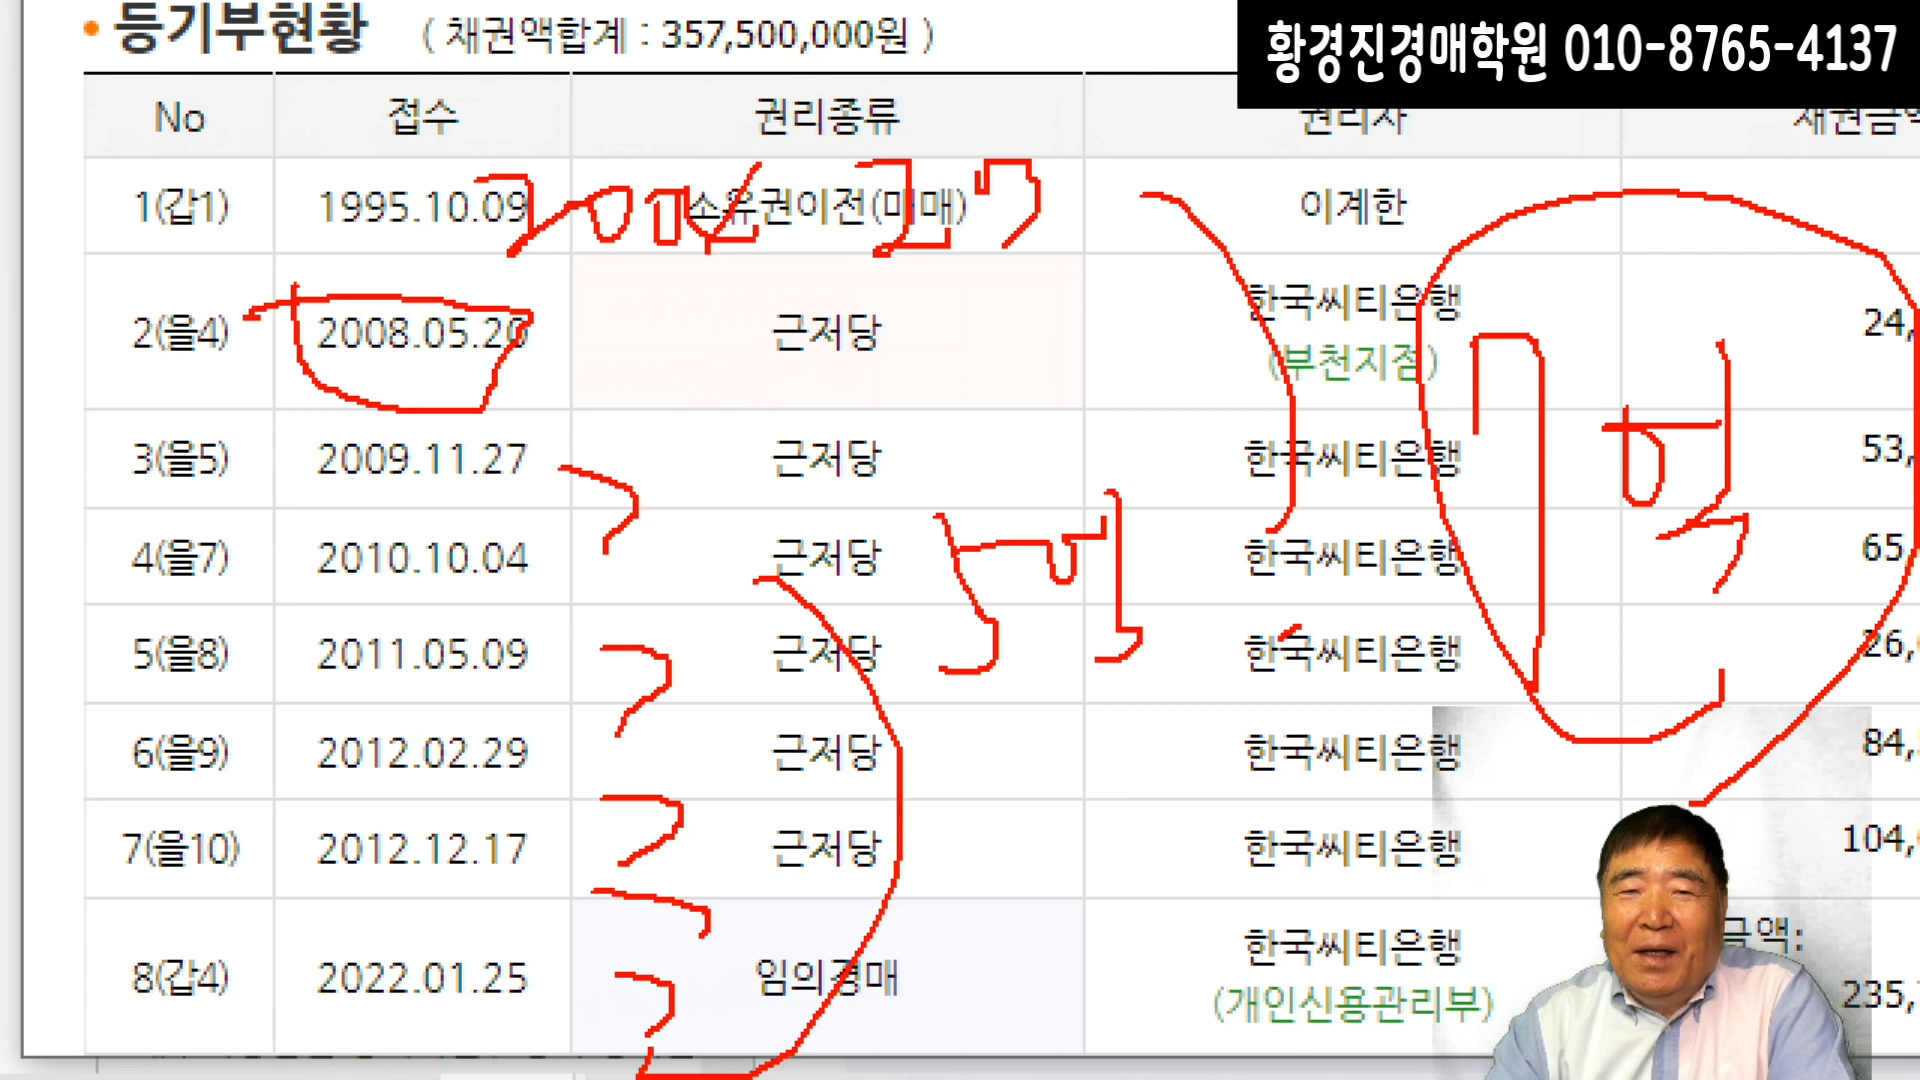 등기부현황 ( 채권액합계 : 357,500,000원 )
황경진경매학원 010-8765-4137
No 접수 권리종류 권리자 채권금액
1(갑1) 1995.10.09 소유권이전(매매) 이계한
2(을4) 2008.05.20 근저당 한국씨티은행 24,
(부천지점)
3(을5) 2009.11.27 근저당 한국씨티은행 53,
4(을7) 2010.10.04 근저당 한국씨티은행 65,
5(을8) 2011.05.09 근저당 한국씨티은행 26,
6(을9) 2012.02.29 근저당 한국씨티은행 84,
7(을10) 2012.12.17 근저당 한국씨티은행 104,
8(갑4) 2022.01.25 임의경매 한국씨티은행 금액:
(개인신용관리부) 235,